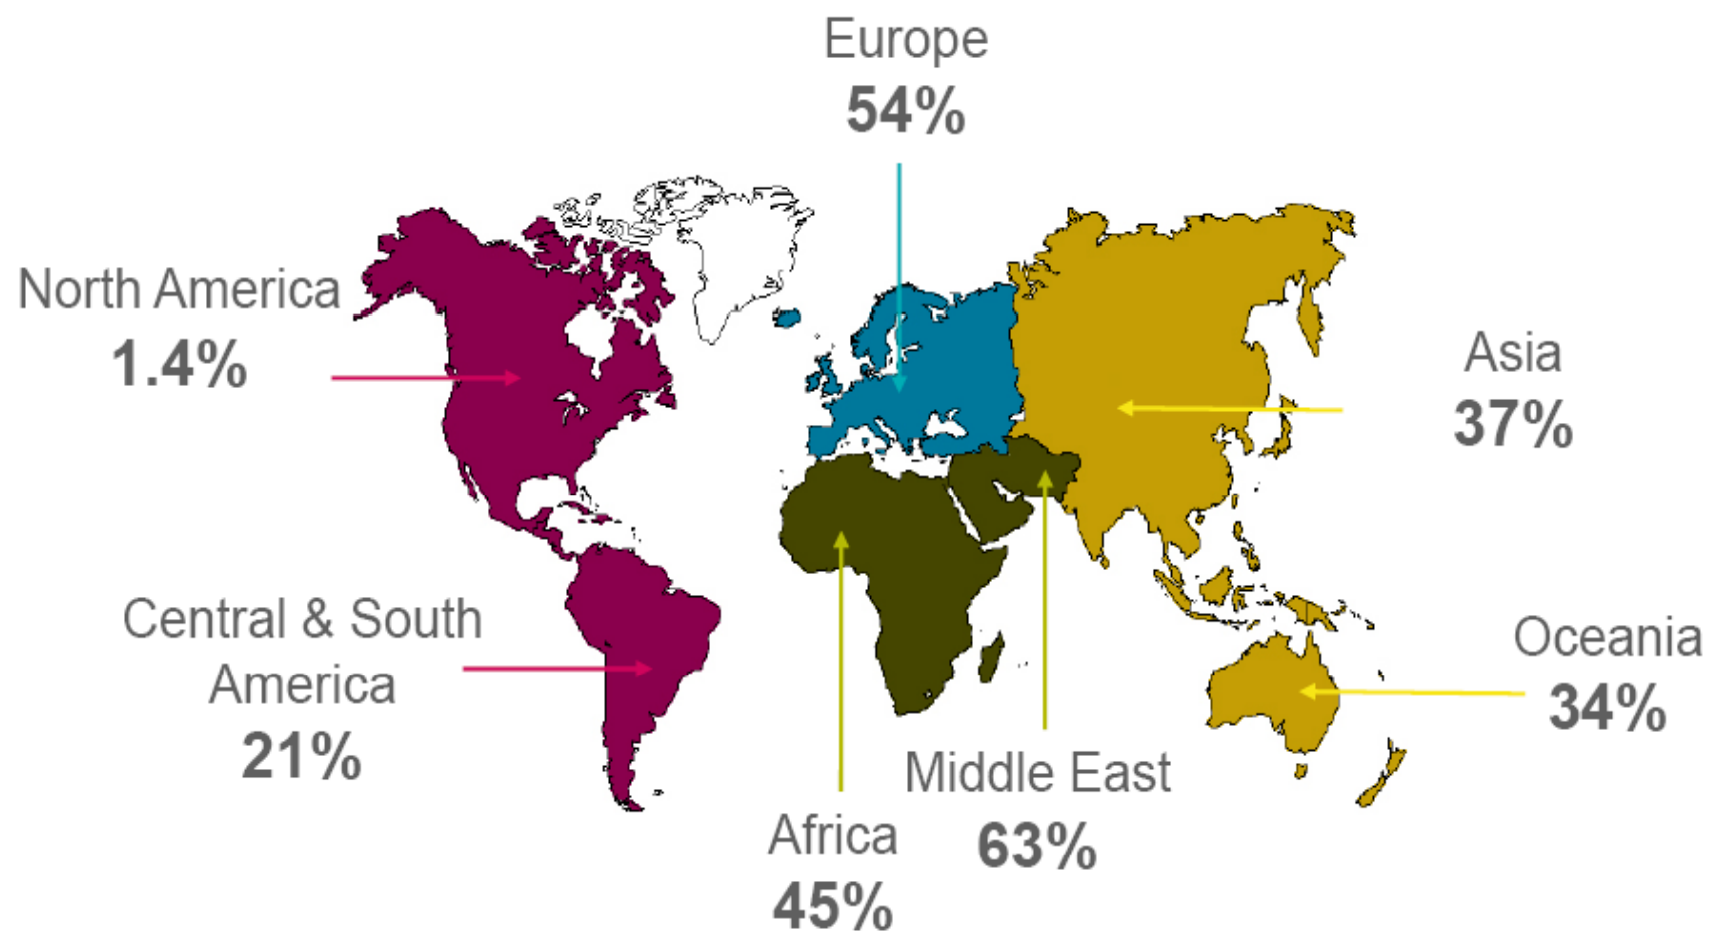 Europe
54%
North America
1.4%
Asia
37%
Central & South
America
21%
Oceania
34%
Middle East
63%
Africa
45%